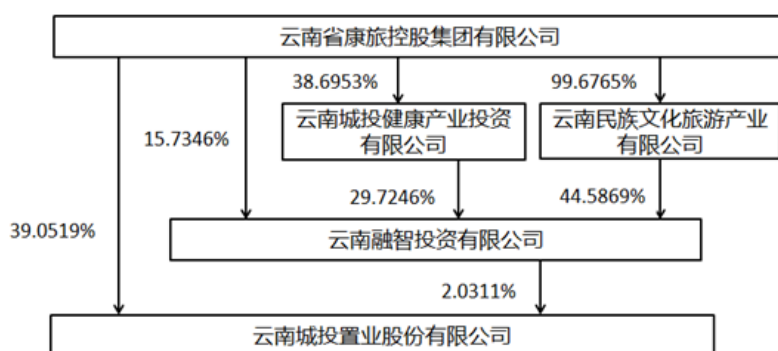 云南省康旅控股集团有限公司
38.6953%
99.6765%
云南城投健康产业投资
有限公司
云南民族文化旅游产业
有限公司
15.7346%
29.7246%
44.5869%
39.0519%
云南融智投资有限公司
2.0311%
云南城投置业股份有限公司